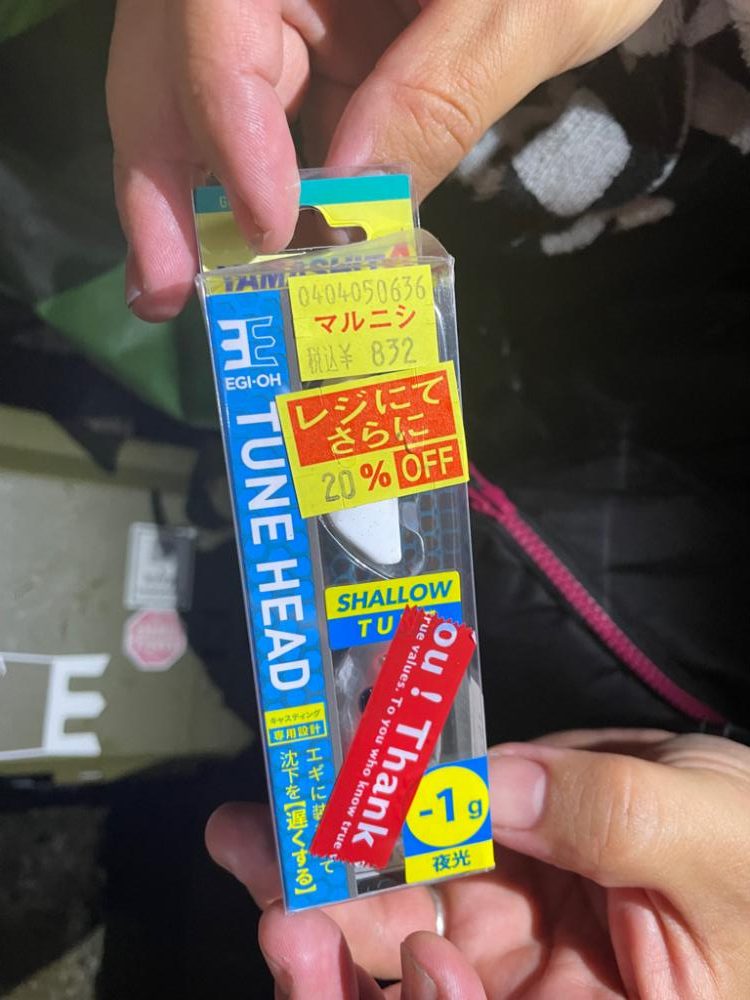 YAMASHITA
0404050636
マルニシ
税込¥ 832
レジにて
さらに
20%OFF
EGI-OH
TUNE HEAD
SHALLOW
キャスティング
専用設計
エギに
沈下を【遅くする】
ou! Thank
true values. To you who know true
-1g
夜光